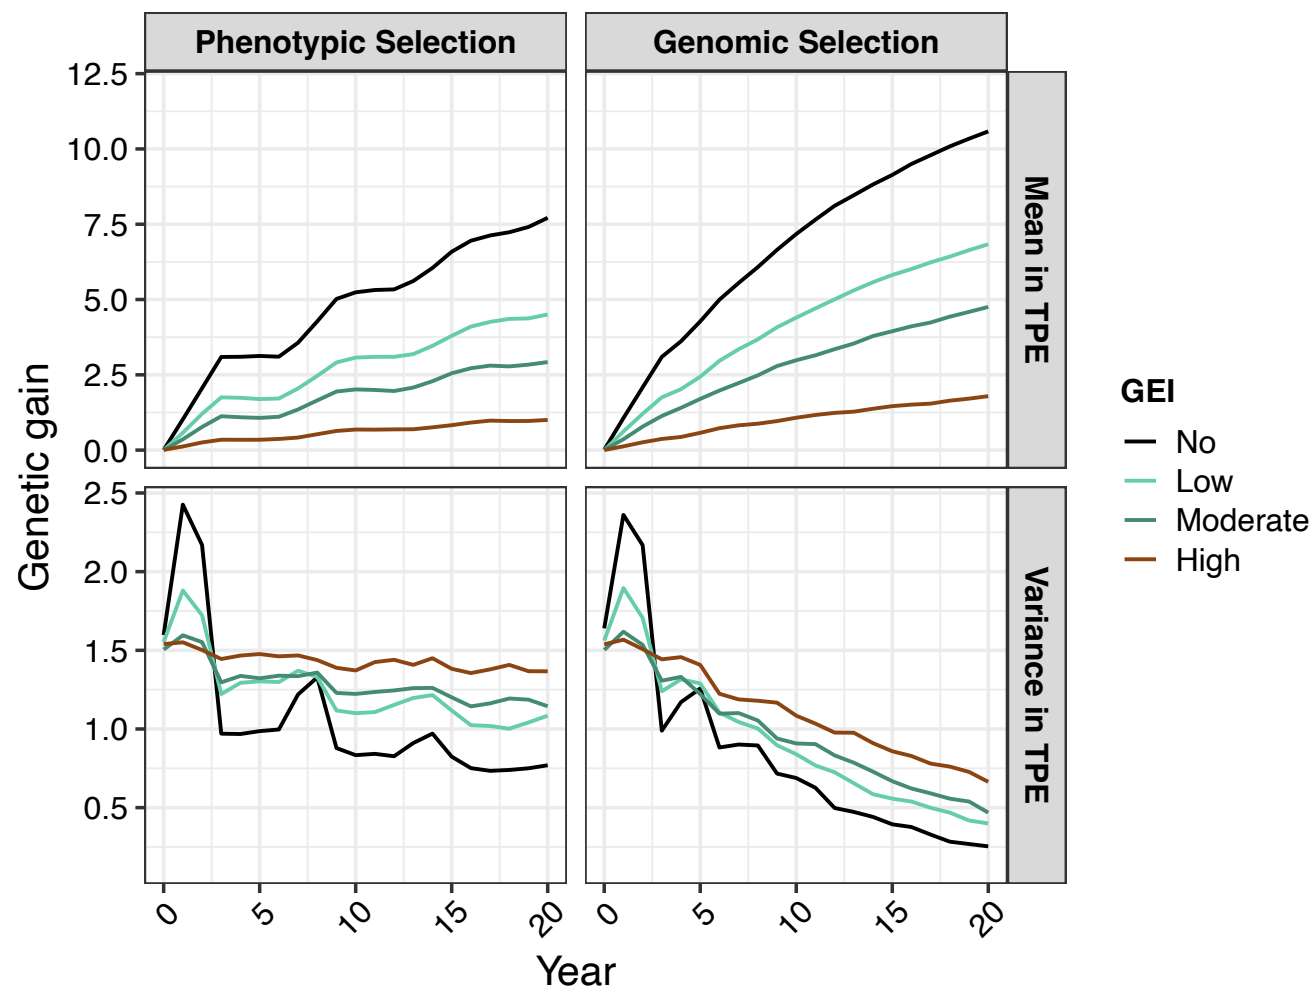 Phenotypic Selection
Genomic Selection
12.5
10.0
7.5
5.0
2.5
0.0
Mean in TPE
2.5
2.0
1.5
1.0
0.5
Variance in TPE
Genetic gain
0 5 10 15 20
0 5 10 15 20
Year
GEI
No
Low
Moderate
High